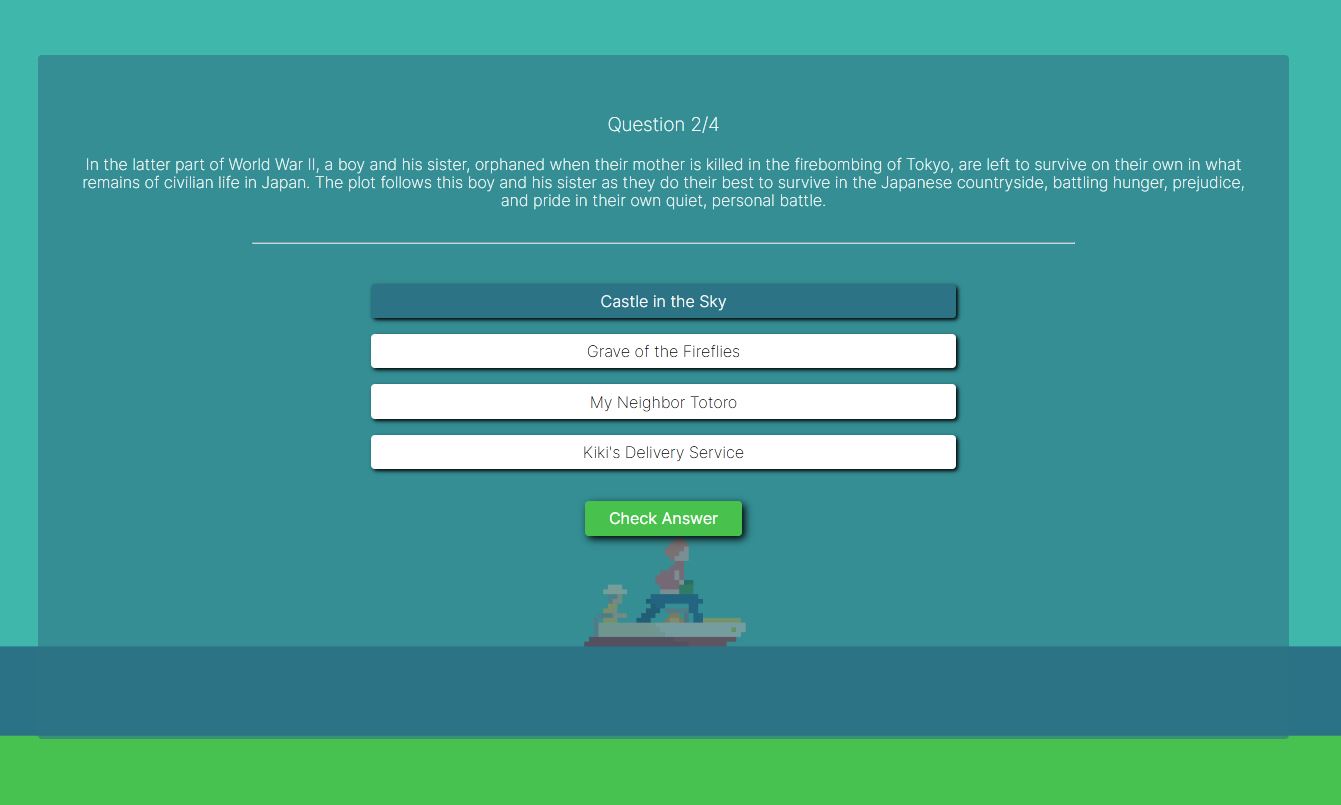 Question 2/4
In the latter part of World War II, a boy and his sister, orphaned when their mother is killed in the firebombing of Tokyo, are left to survive on their own in what
remains of civilian life in Japan. The plot follows this boy and his sister as they do their best to survive in the Japanese countryside, battling hunger, prejudice,
and pride in their own quiet, personal battle.
Castle in the Sky
Grave of the Fireflies
My Neighbor Totoro
Kiki's Delivery Service
Check Answer